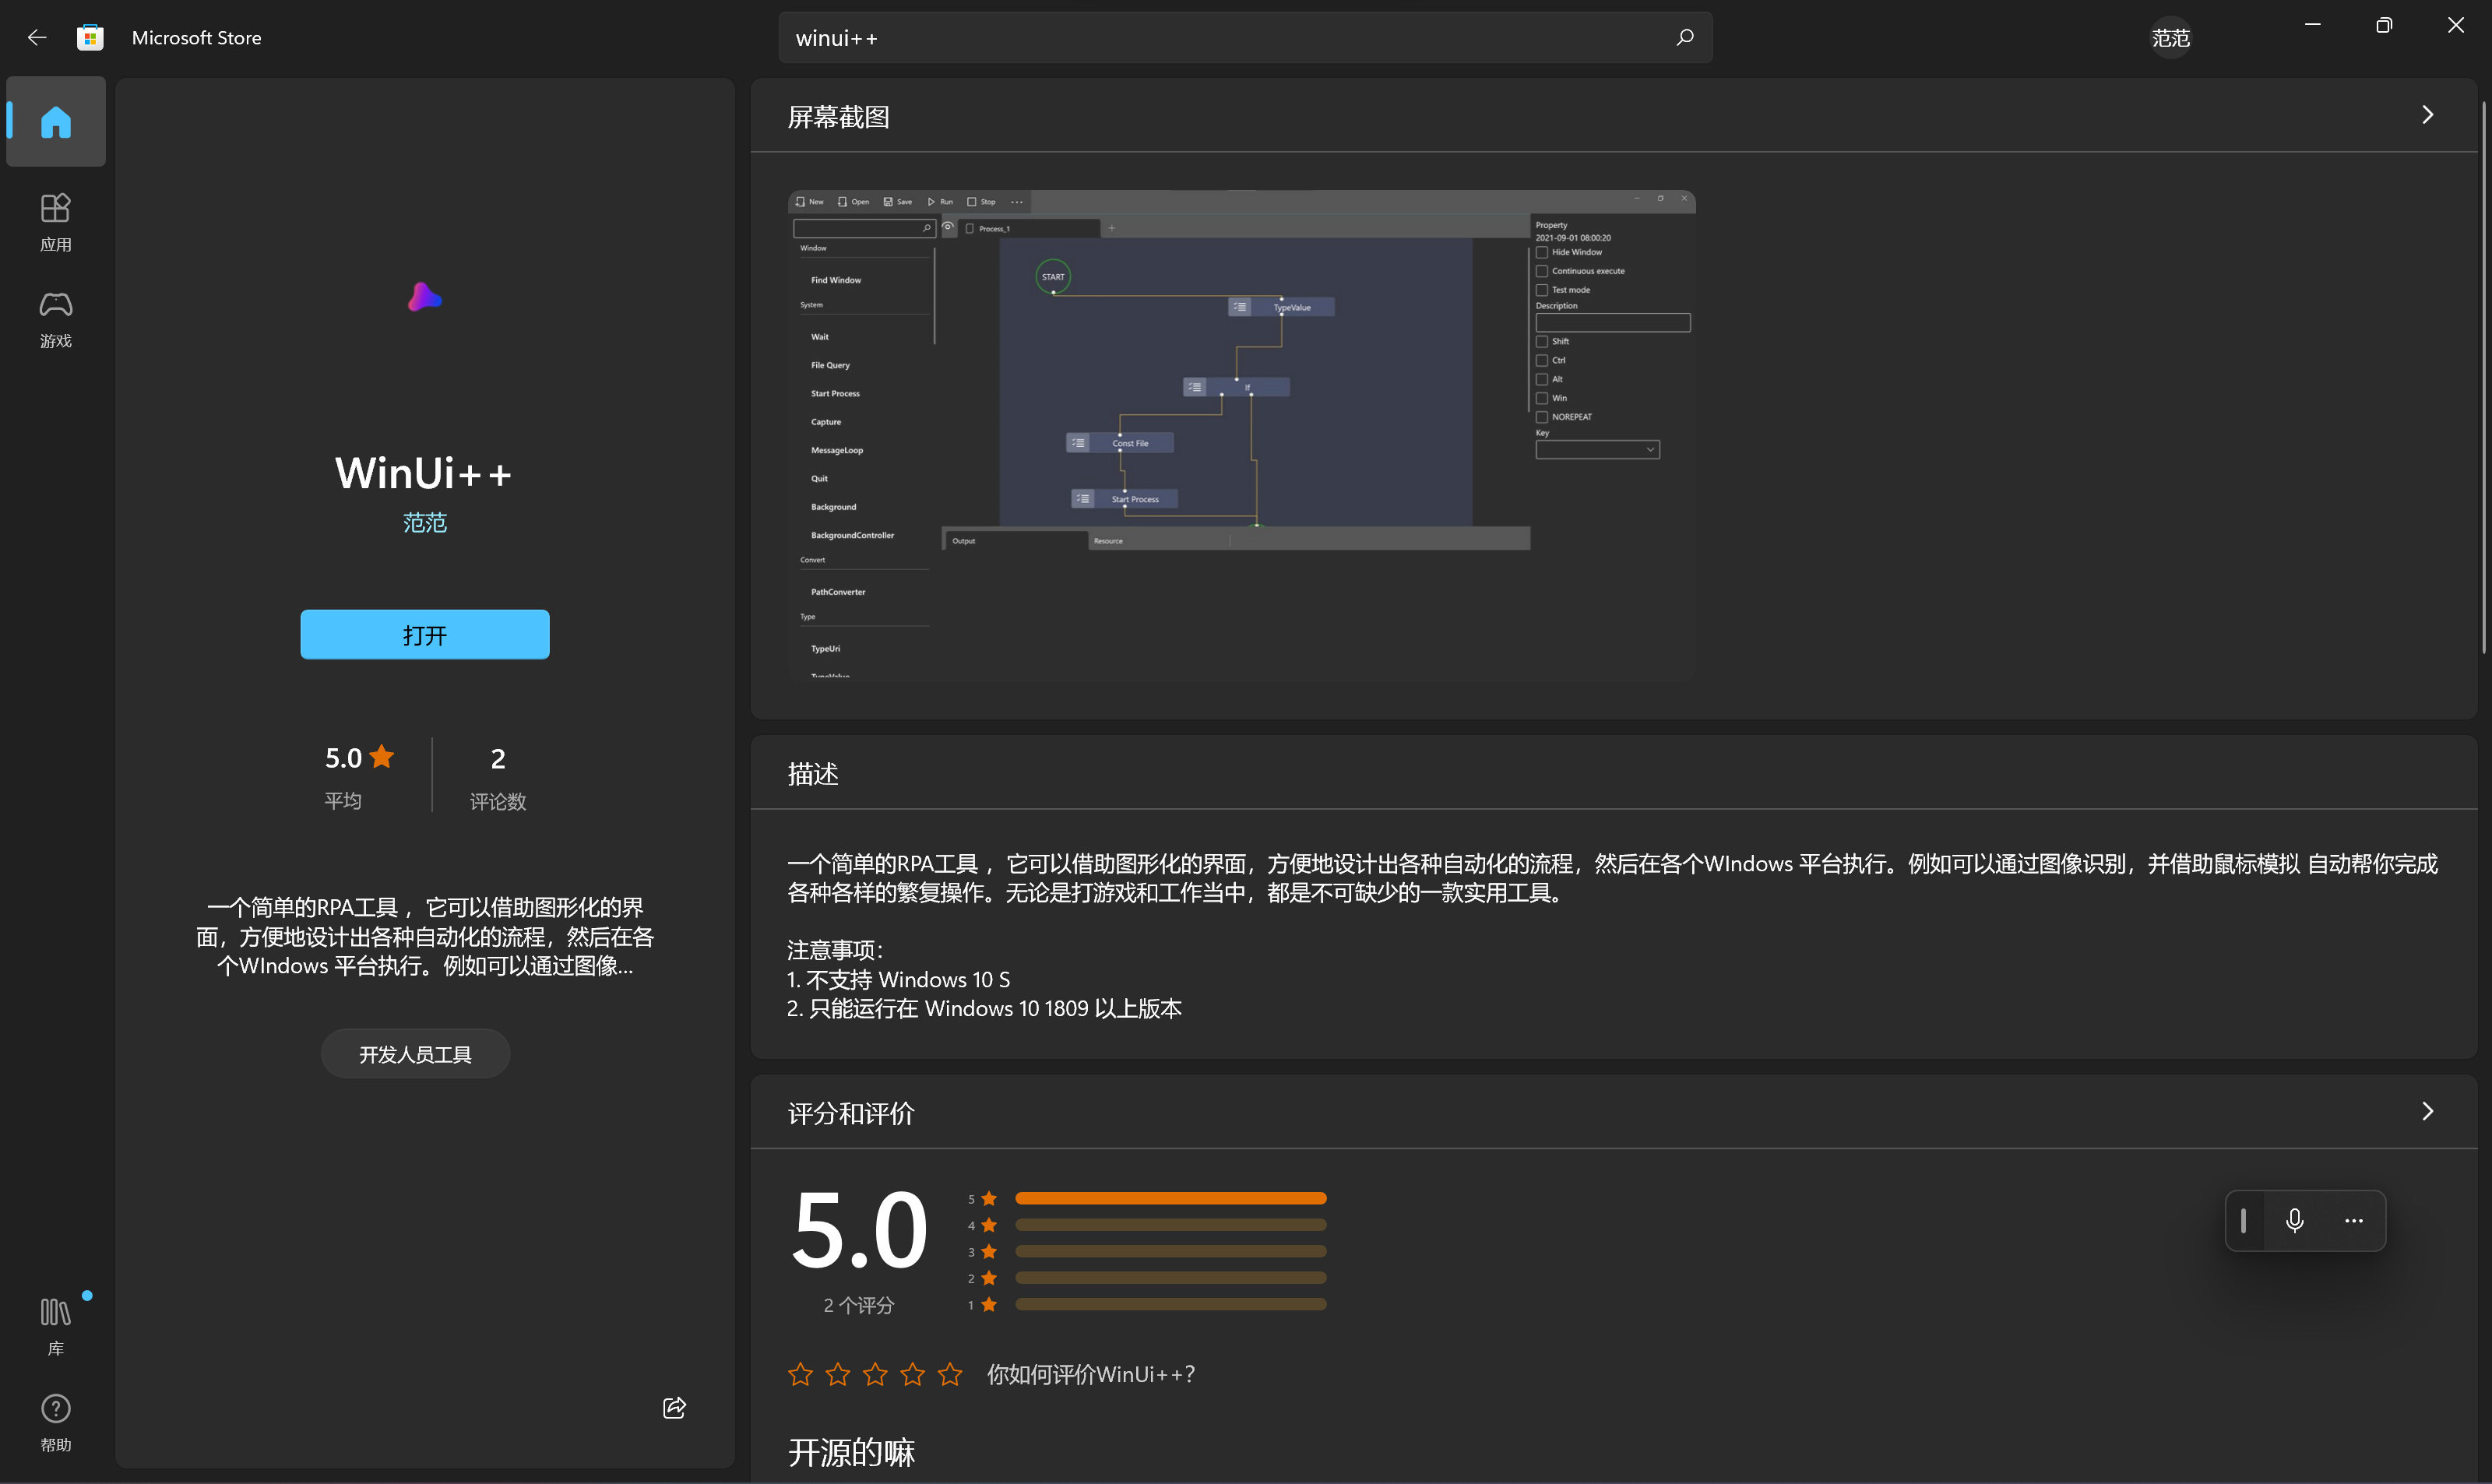 Microsoft Store
winui++
范范
应用
游戏
库
帮助
WinUi++
范范
打开
5.0
平均
2
评论数
一个简单的RPA工具 ，它可以借助图形化的界
面，方便地设计出各种自动化的流程，然后在各
个WIndows 平台执行。例如可以通过图像...
开发人员工具
屏幕截图
New Open Save Run Stop
Process_1
Window
Find Window
System
Wait
File Query
Start Process
Capture
MessageLoop
Quit
Background
BackgroundController
Convert
PathConverter
Type
TypeUri
TypeValue
START
TypeValue
If
Const File
Start Process
Output
Resource
Property
2021-09-01 08:00:20
Hide Window
Continuous execute
Test mode
Description
Shift
Ctrl
Alt
Win
NOREPEAT
Key
描述
一个简单的RPA工具 ，它可以借助图形化的界面，方便地设计出各种自动化的流程，然后在各个WIndows 平台执行。例如可以通过图像识别，并借助鼠标模拟 自动帮你完成
各种各样的繁复操作。无论是打游戏和工作当中，都是不可缺少的一款实用工具。
注意事项：
1. 不支持 Windows 10 S
2. 只能运行在 Windows 10 1809 以上版本
评分和评价
5.0
2 个评分
5
4
3
2
1
你如何评价WinUi++?
开源的嘛